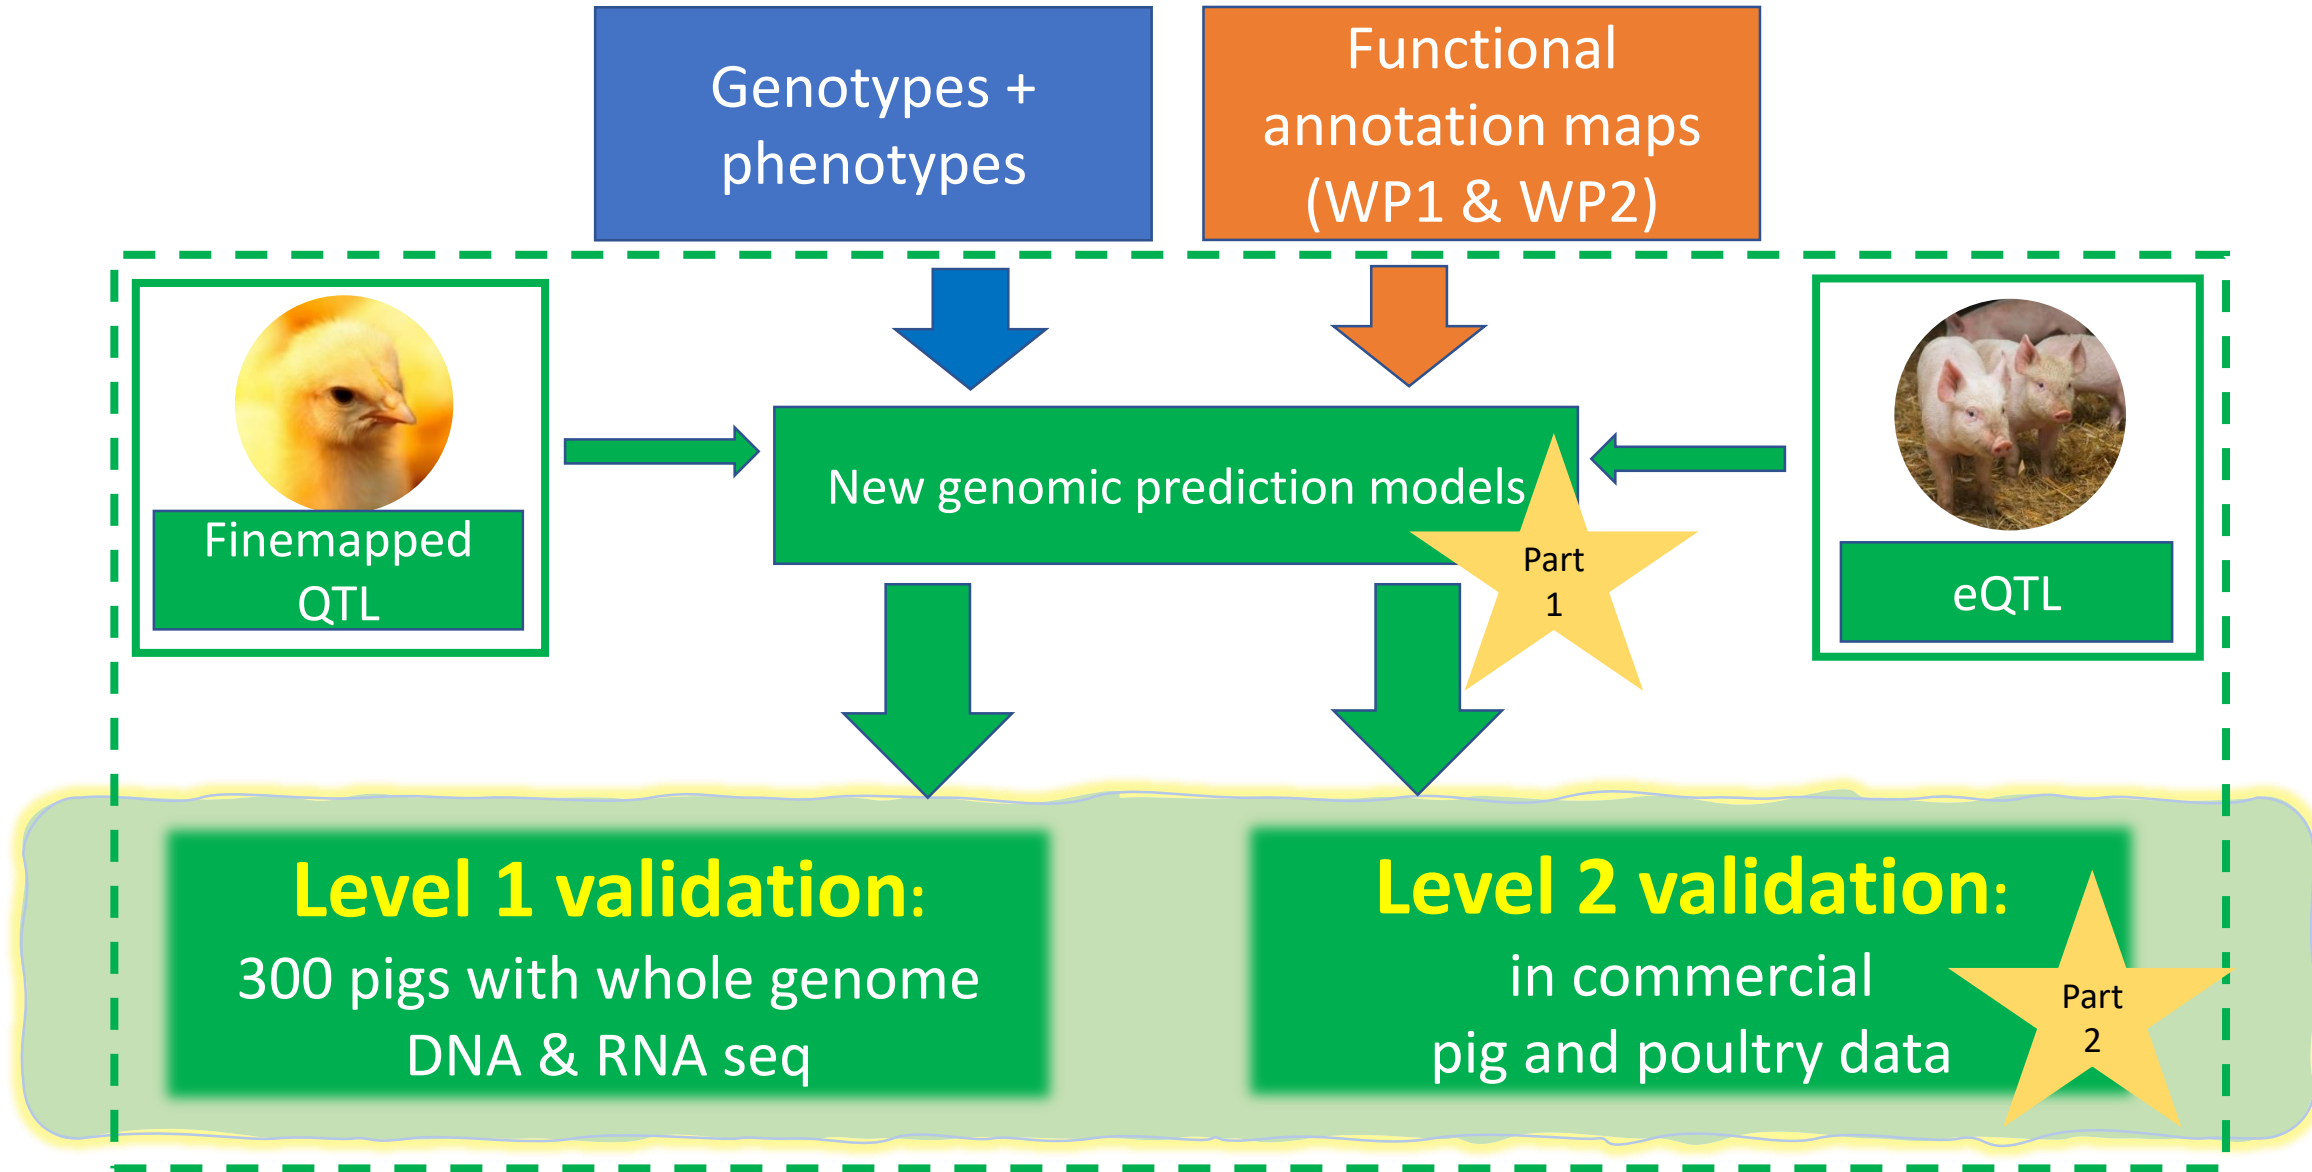 Genotypes +
phenotypes
Functional
annotation maps
(WP1 & WP2)
Finemapped
QTL
New genomic prediction models
Part
1
eQTL
Level 1 validation:
300 pigs with whole genome
DNA & RNA seq
Level 2 validation:
in commercial
pig and poultry data
Part
2